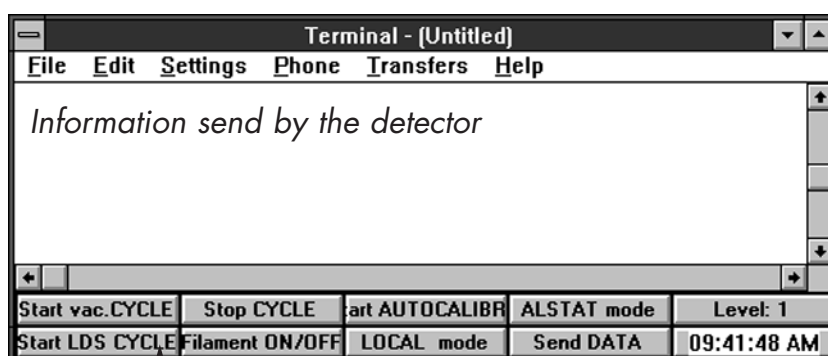 Terminal - (Untitled)
File Edit Settings Phone Transfers Help
Information send by the detector
Start vac.CYCLE Stop CYCLE art AUTOCALIBR ALSTAT mode Level: 1
Start LDS CYCLE Filament ON/OFF LOCAL mode Send DATA 09:41:48 AM